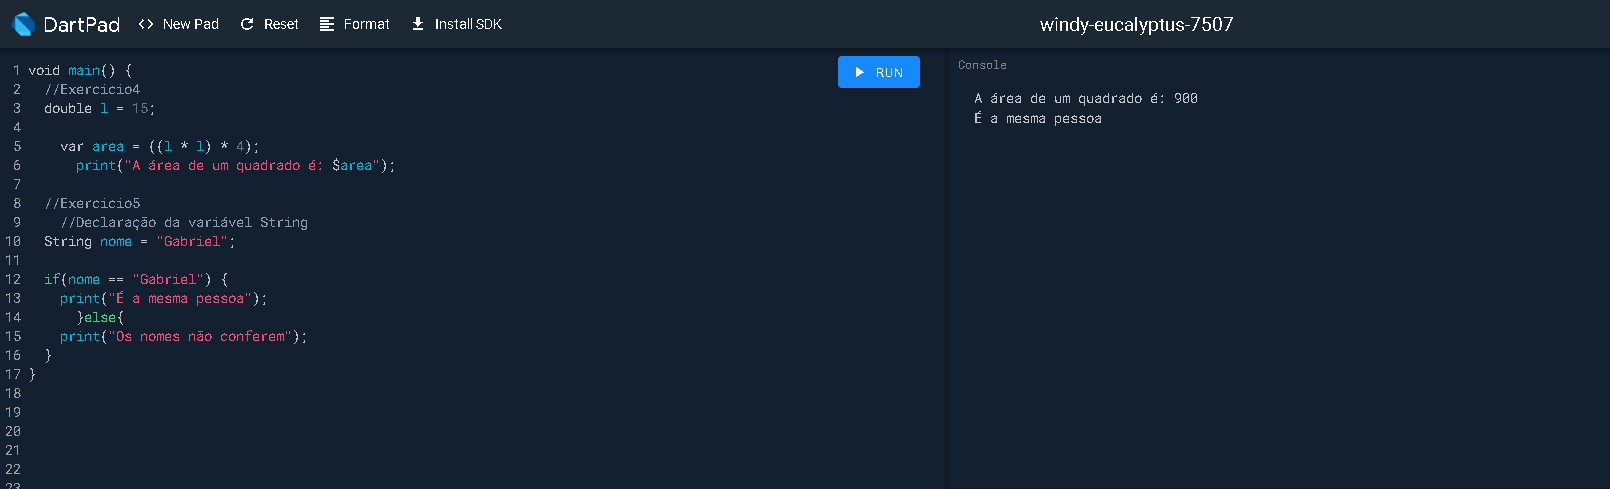 DartPad <> New Pad Reset Format Install SDK windy-eucalyptus-7507
RUN
Console
1 void main() {
2 //Exercicio4
3 double l = 15;
4
5 var area = ((l * l) * 4);
6 print("A área de um quadrado é: $area");
7
8 //Exercicio5
9 //Declaração da variável String
10 String nome = "Gabriel";
11
12 if(nome == "Gabriel") {
13 print("É a mesma pessoa");
14 }else{
15 print("Os nomes não conferem");
16 }
17 }
18
19
20
21
22
23
A área de um quadrado é: 900
É a mesma pessoa